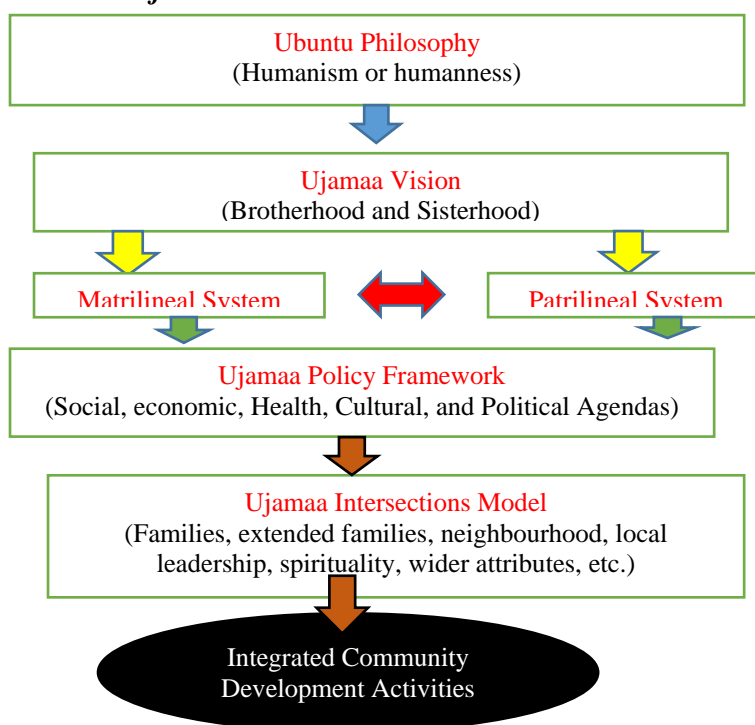 Ubuntu Philosophy
(Humanism or humanness)
Ujamaa Vision
(Brotherhood and Sisterhood)
Matrilineal System
Patrilineal System
Ujamaa Policy Framework
(Social, economic, Health, Cultural, and Political Agendas)
Ujamaa Intersections Model
(Families, extended families, neighbourhood, local
leadership, spirituality, wider attributes, etc.)
Integrated Community
Development Activities